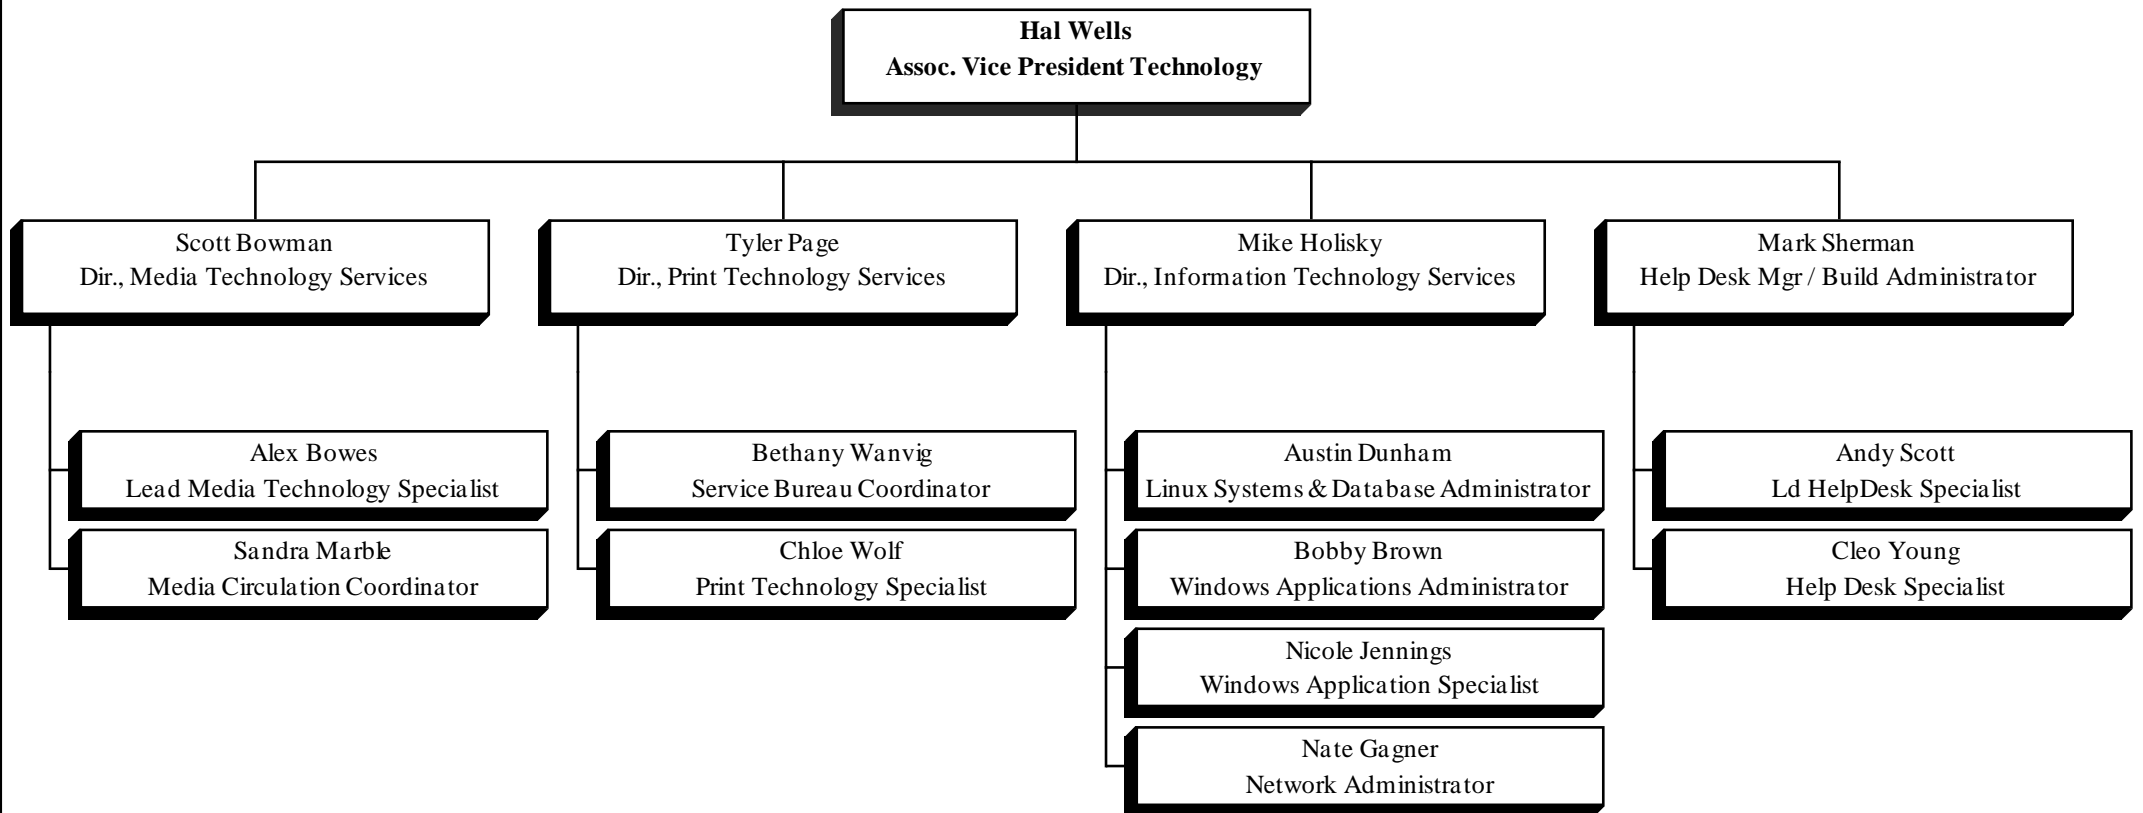 Hal Wells
Assoc. Vice President Technology
Scott Bowman
Dir., Media Technology Services
Tyler Page
Dir., Print Technology Services
Mike Holisky
Dir., Information Technology Services
Mark Sherman
Help Desk Mgr / Build Administrator
Alex Bowes
Lead Media Technology Specialist
Sandra Marble
Media Circulation Coordinator
Bethany Wanvig
Service Bureau Coordinator
Chloe Wolf
Print Technology Specialist
Austin Dunham
Linux Systems & Database Administrator
Bobby Brown
Windows Applications Administrator
Nicole Jennings
Windows Application Specialist
Nate Gagner
Network Administrator
Andy Scott
Ld HelpDesk Specialist
Cleo Young
Help Desk Specialist